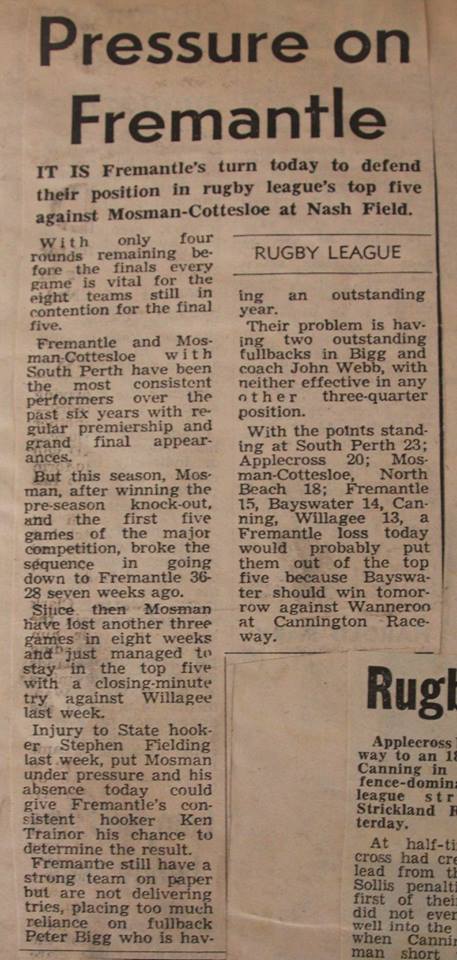 Pressure on
Fremantle
IT IS Fremantle's turn today to defend
their position in rugby league's top five
against Mosman-Cottesloe at Nash Field.
With only four
rounds remaining be-
fore the finals every
game is vital for the
eight teams still in
contention for the final
five.
Fremantle and Mos-
man-Cottesloe with
South Perth have been
the most consistent
performers over the
past six years with re-
gular premiership and
grand final appear-
ances.
But this season, Mos-
man, after winning the
pre-season knock-out,
and the first five
games of the major
competition, broke the
sequence in going
down to Fremantle 36-
28 seven weeks ago.
Since then Mosman
have lost another three
games in eight weeks
and just managed to
stay in the top five
with a closing-minute
try against Willagee
last week.
Injury to State hook-
er Stephen Fielding
last week, put Mosman
under pressure and his
absence today could
give Fremantle's con-
sistent hooker Ken
Trainor his chance to
determine the result.
Fremantle still have a
strong team on paper
but are not delivering
tries, placing too much
reliance on fullback
Peter Bigg who is hav-
RUGBY LEAGUE
ing an outstanding
year.
Their problem is hav-
ing two outstanding
fullbacks in Bigg and
coach John Webb, with
neither effective in any
other three-quarter
position.
With the points stand-
ing at South Perth 23;
Applecross 20; Mos-
man-Cottesloe, North
Beach 18; Fremantle
15, Bayswater 14, Can-
ning, Willagee 13, a
Fremantle loss today
would probably put
them out of the top
five because Bayswa-
ter should win tomor-
row against Wanneroo
at Cannington Race-
way.
Rugb
Applecross
way to an 18
Canning in
fence-domin
league str
Strickland R
terday.
At half-ti
cross had cre
lead from th
Sollis penalti
first of thei
did not ever
well into the
when Canni
man short